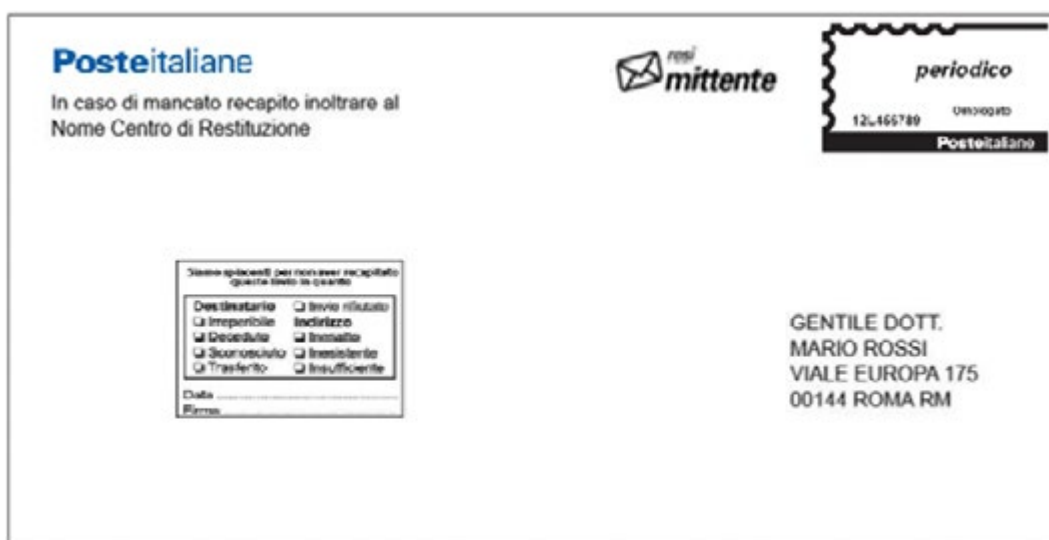 Posteitaliane
In caso di mancato recapito inoltrare al
Nome Centro di Restituzione
resi
mittente
periodico
Omologato
Posteitaliane
Siamo spiacenti per non aver recapitato
questo invio in quanto
Destinatario ❑ Invio rifiutato
❑ Irreperibile Indirizzo
❑ Deceduto ❑ Inesatto
❑ Sconosciuto ❑ Inesistente
❑ Trasferito ❑ Insufficiente
Data
Firma
GENTILE DOTT.
MARIO ROSSI
VIALE EUROPA 175
00144 ROMA RM